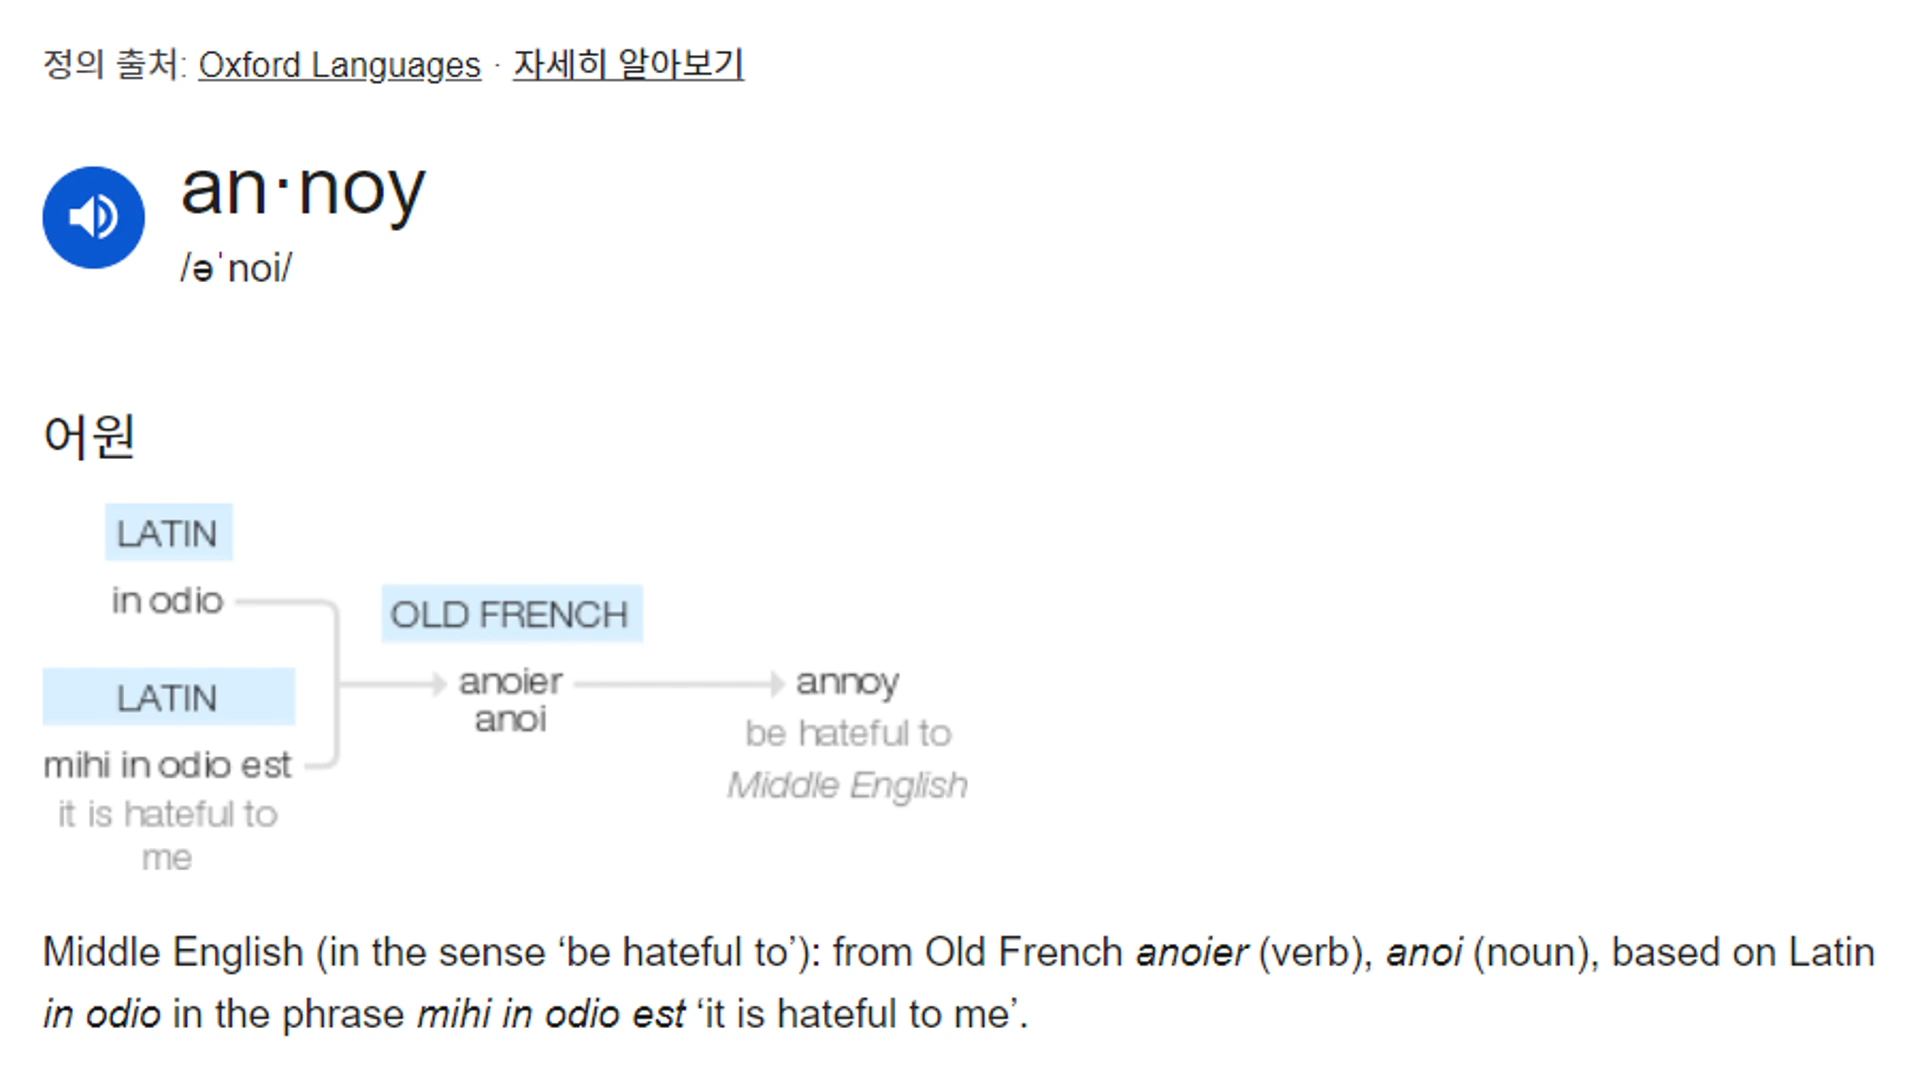 정의 출처: Oxford Languages · 자세히 알아보기
an·noy
/əˈnoi/
어원
LATIN
in odio
OLD FRENCH
LATIN
anoier
anoi
annoy
be hateful to
Middle English
mihi in odio est
it is hateful to
me
Middle English (in the sense ‘be hateful to’): from Old French anoier (verb), anoi (noun), based on Latin
in odio in the phrase mihi in odio est ‘it is hateful to me’.